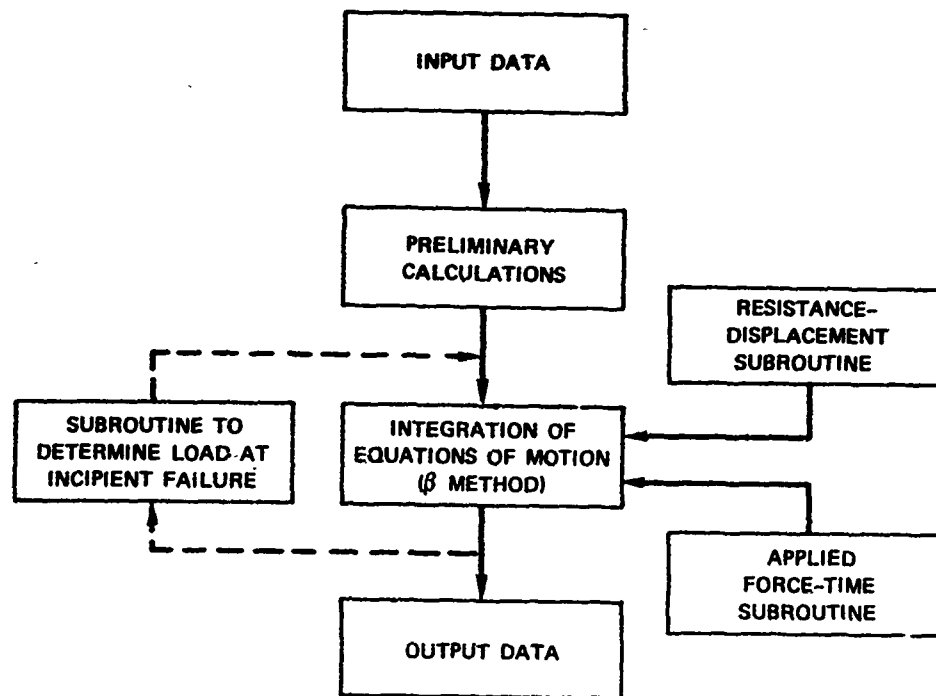 INPUT DATA
PRELIMINARY
CALCULATIONS
RESISTANCE-
DISPLACEMENT
SUBROUTINE
SUBROUTINE TO
DETERMINE LOAD AT
INCIPIENT FAILURE
INTEGRATION OF
EQUATIONS OF MOTION
(β METHOD)
APPLIED
FORCE-TIME
SUBROUTINE
OUTPUT DATA